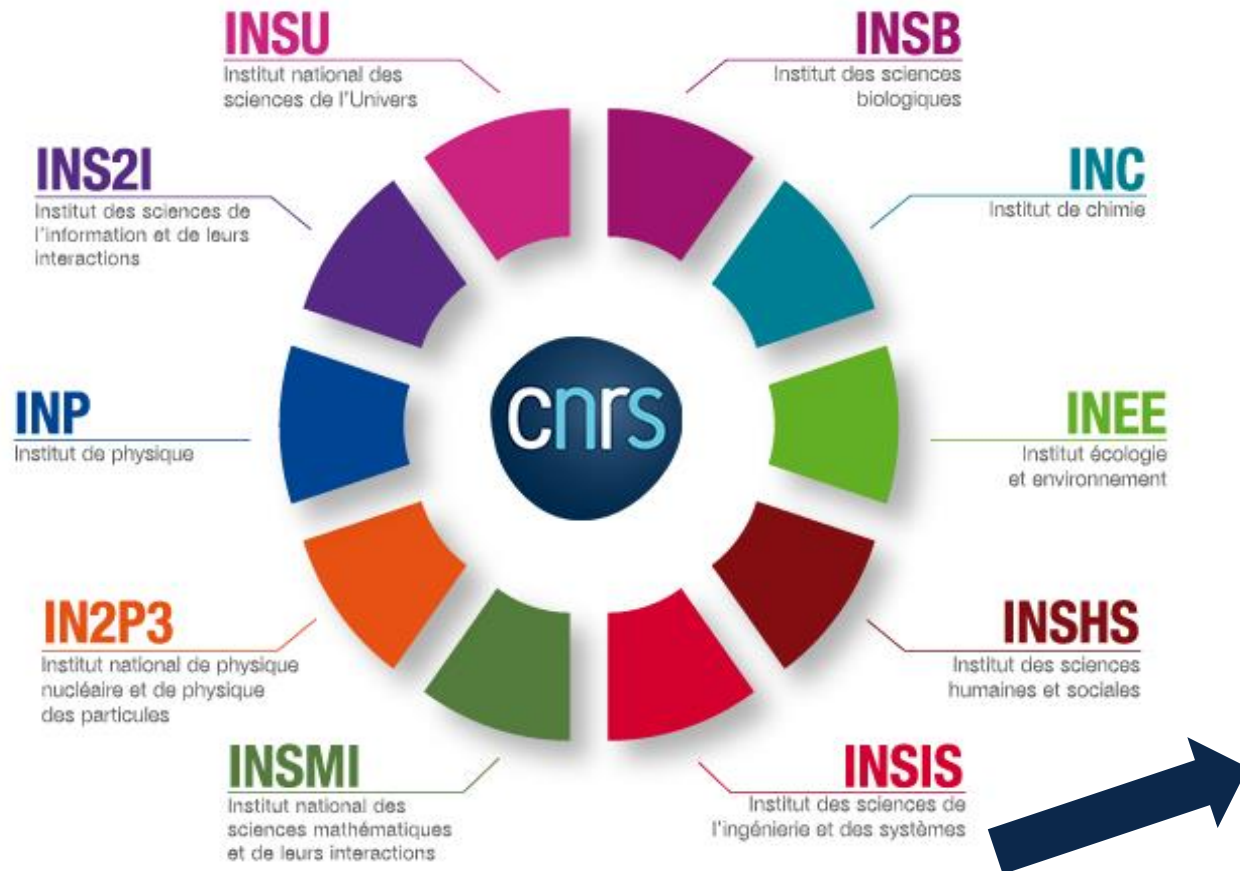 INSU
Institut national des
sciences de l'Univers
INSB
Institut des sciences
biologiques
INS2I
Institut des sciences de
l'information et de leurs
interactions
INC
Institut de chimie
cnrs
INP
Institut de physique
INEE
Institut écologie
et environnement
IN2P3
Institut national de physique
nucléaire et de physique
des particules
INSHS
Institut des sciences
humaines et sociales
INSMI
Institut national des
sciences mathématiques
et de leurs interactions
INSIS
Institut des sciences de
l'ingénierie et des systèmes